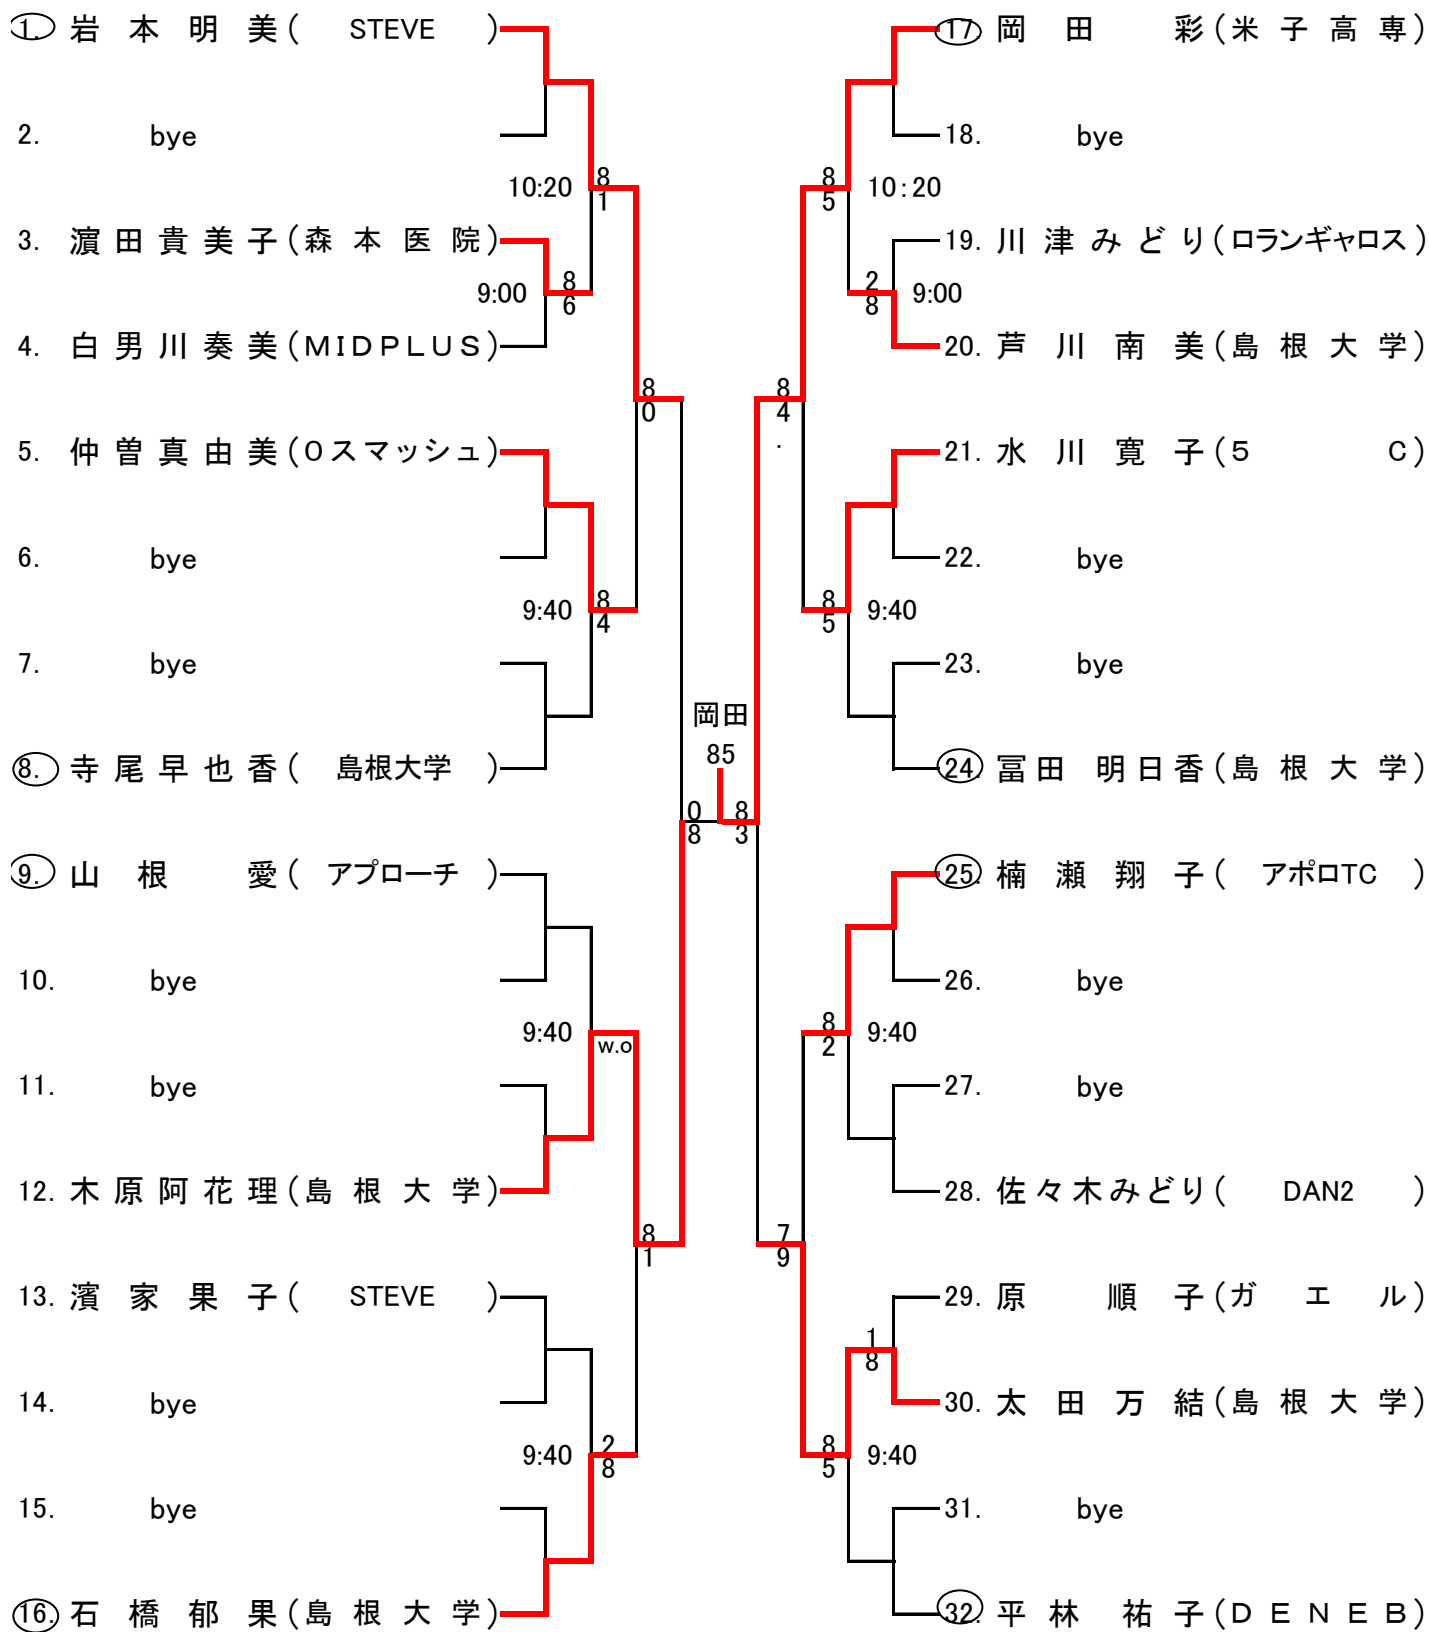 1. 岩本明美( STEVE )
2. bye
10:20 8 1
3. 濵田貴美子(森本医院)
9:00 8 6
4. 白男川奏美(MIDPLUS)
8 0
5. 仲曽真由美(Oスマッシュ)
6. bye
9:40 8 4
7. bye
8. 寺尾早也香( 島根大学 )
岡田
85
0 8
9. 山根 愛( アプローチ )
10. bye
9:40 w.o
11. bye
12. 木原阿花理(島根大学)
8 1
13. 濱家果子( STEVE )
14. bye
9:40 2 8
15. bye
16. 石橋郁果(島根大学)
17. 岡田 彩(米子高専)
18. bye
8 5 10:20
19. 川津みどり(ロランギャロス)
2 8 9:00
20. 芦川南美(島根大学)
8 4 .
21. 水川寛子(5 C)
22. bye
8 5 9:40
23. bye
24. 冨田 明日香(島根大学)
8 3
25. 楠瀬翔子( アポロTC )
26. bye
8 2 9:40
27. bye
28. 佐々木みどり( DAN2 )
7 9
29. 原 順子(ガエル)
1 8
30. 太田万結(島根大学)
8 5 9:40
31. bye
32. 平林 祐子(DENEB)